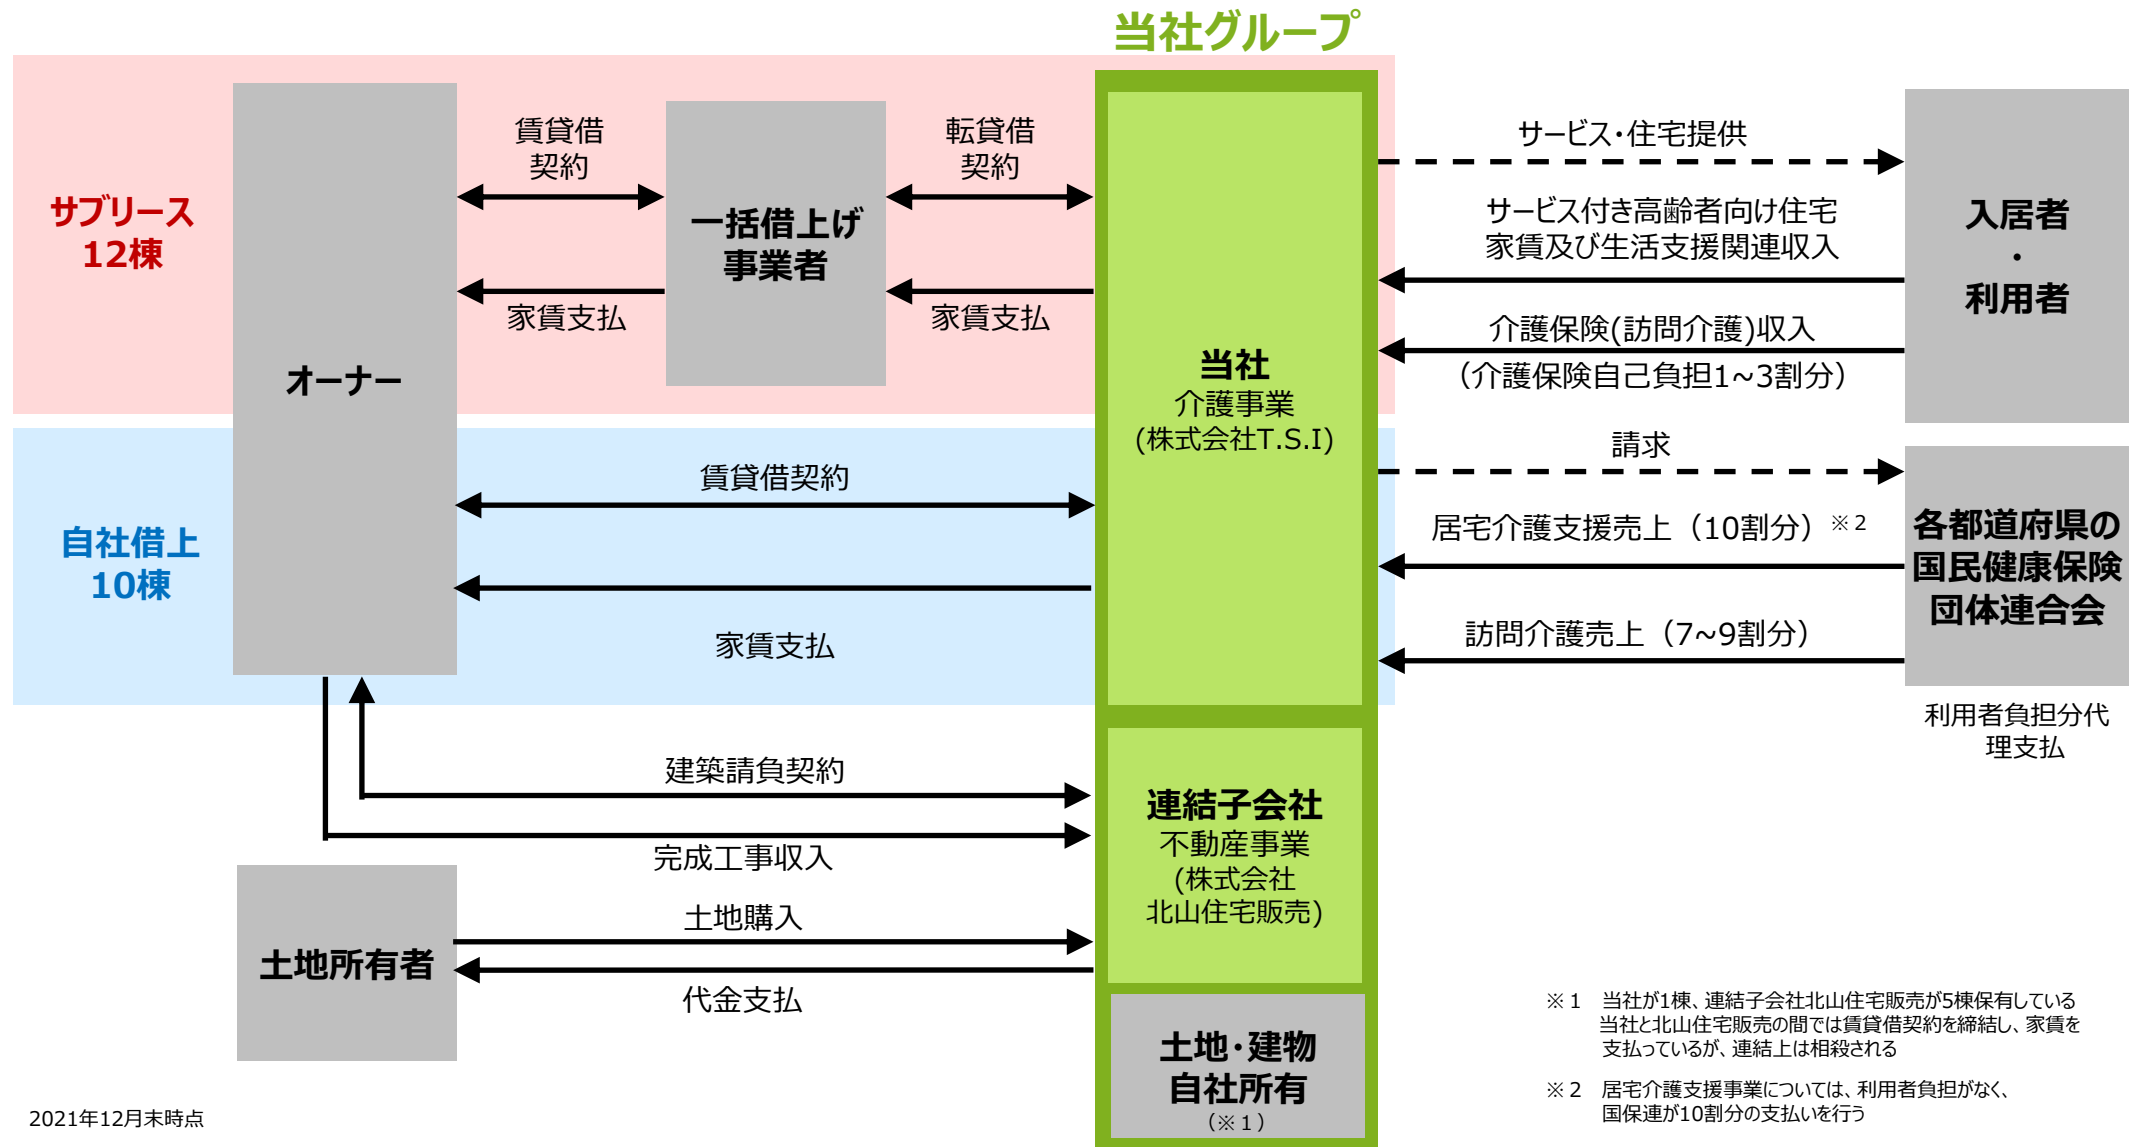 当社グループ
サブリース
12棟
オーナー
賃貸借
契約
家賃支払
一括借上げ
事業者
転貸借
契約
家賃支払
当社
介護事業
(株式会社T.S.I)
サービス・住宅提供
サービス付き高齢者向け住宅
家賃及び生活支援関連収入
介護保険(訪問介護)収入
（介護保険自己負担1~3割分）
入居者
・
利用者
自社借上
10棟
賃貸借契約
家賃支払
請求
居宅介護支援売上（10割分）※２
訪問介護売上（7~9割分）
各都道府県の
国民健康保険
団体連合会
利用者負担分代
理支払
建築請負契約
完成工事収入
連結子会社
不動産事業
(株式会社
北山住宅販売)
土地所有者
土地購入
代金支払
土地・建物
自社所有
（※１）
※１ 当社が1棟、連結子会社北山住宅販売が5棟保有している
当社と北山住宅販売の間では賃貸借契約を締結し、家賃を
支払っているが、連結上は相殺される
※２ 居宅介護支援事業については、利用者負担がなく、
国保連が10割分の支払いを行う
2021年12月末時点